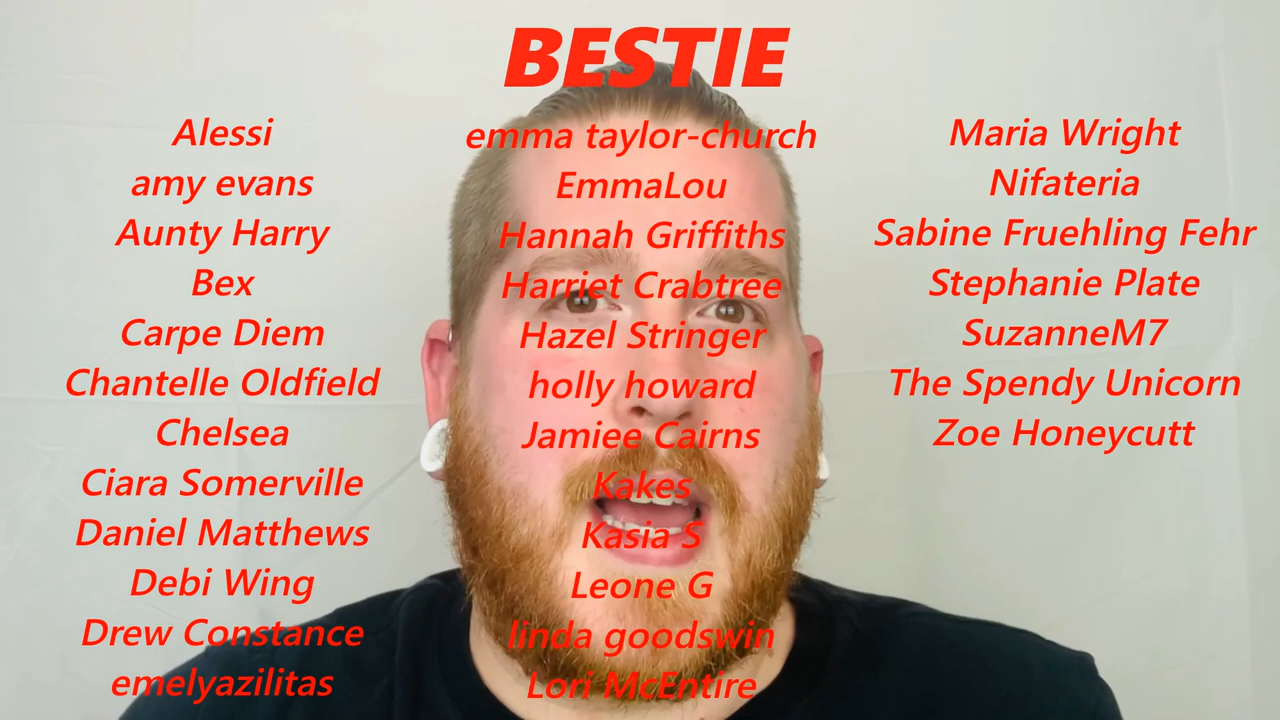 BESTIE
Alessi
amy evans
Aunty Harry
Bex
Carpe Diem
Chantelle Oldfield
Chelsea
Ciara Somerville
Daniel Matthews
Debi Wing
Drew Constance
emelyazilitas
emma taylor-church
EmmaLou
Hannah Griffiths
Harriet Crabtree
Hazel Stringer
holly howard
Jamiee Cairns
Kakes
Kasia S
Leone G
linda goodswin
Lori McEntire
Maria Wright
Nifateria
Sabine Fruehling Fehr
Stephanie Plate
SuzanneM7
The Spendy Unicorn
Zoe Honeycutt